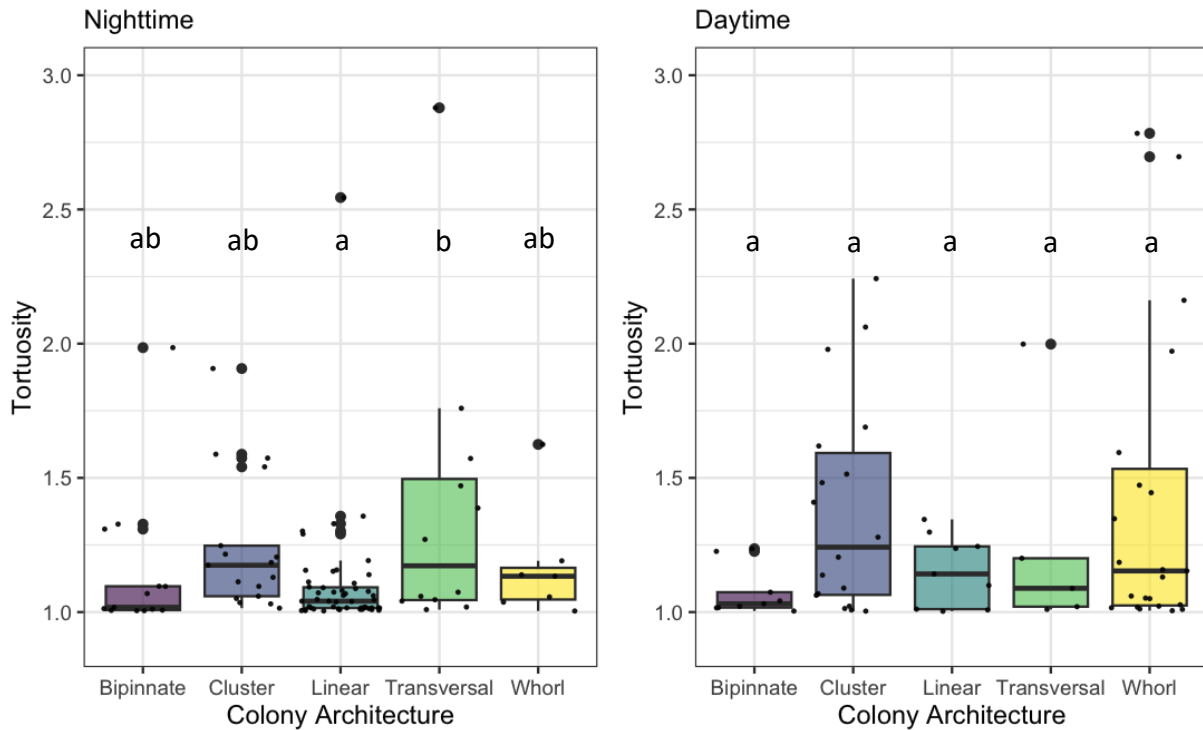 Nighttime
Tortuosity
3.0
2.5
2.0
1.5
1.0
ab ab a b ab
Bipinnate Cluster Linear Transversal Whorl
Colony Architecture
Daytime
Tortuosity
3.0
2.5
2.0
1.5
1.0
a a a a a
Bipinnate Cluster Linear Transversal Whorl
Colony Architecture